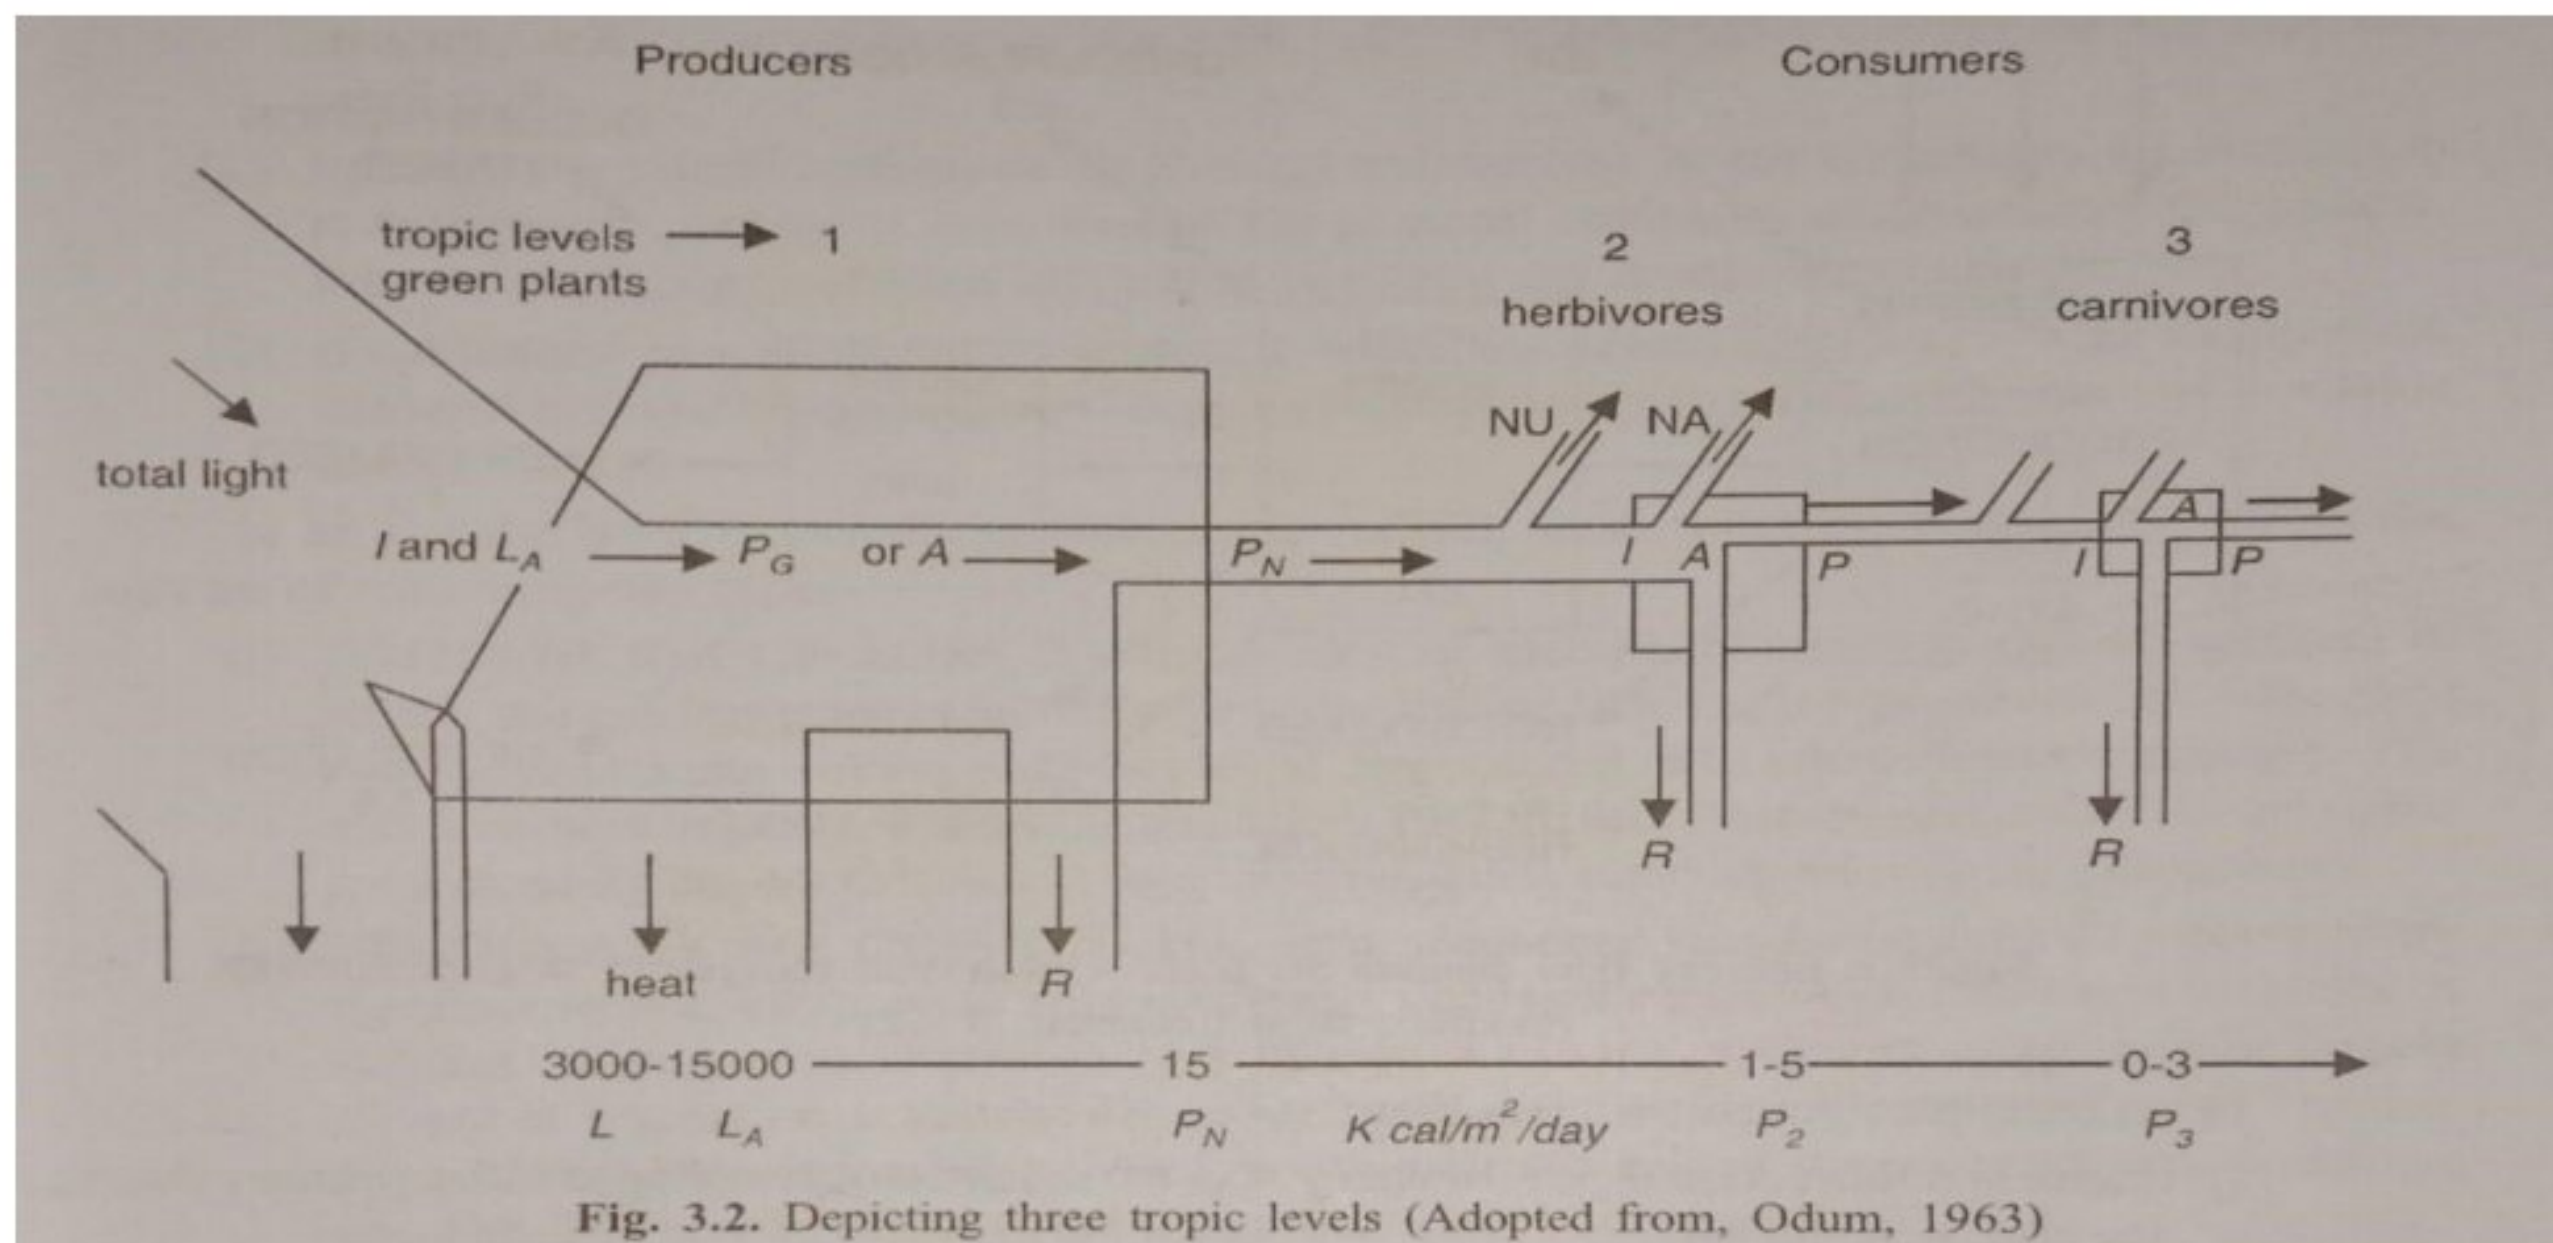 Producers Consumers
tropic levels 1 2 3
green plants herbivores carnivores
NU NA
total light
I and L_A P_G or A P_N I A P I A P
heat R R R
3000-15000 15 1-5 0-3
L L_A P_N K cal/m²/day P₂ P₃
Fig. 3.2. Depicting three tropic levels (Adopted from, Odum, 1963)